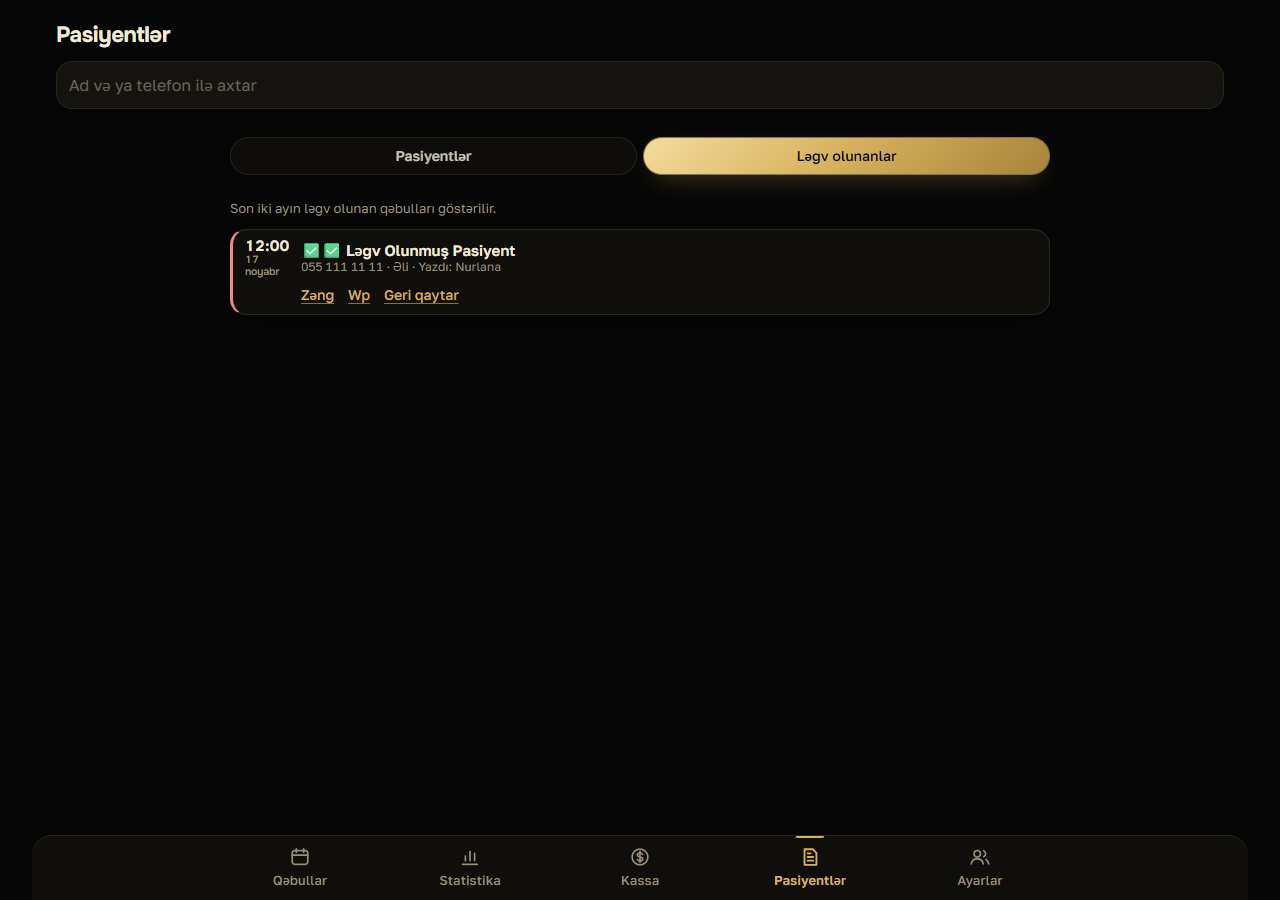 Pasiyentlər
Ad və ya telefon ilə axtar
Pasiyentlər
Ləgv olunanlar
Son iki ayın ləgv olunan qəbulları göstərilir.
12:00
17
noyabr
✅ ✅ Ləgv Olunmuş Pasiyent
055 111 11 11 · Əli · Yazdı: Nurlana
Zəng Wp Geri qaytar
Qəbullar
Statistika
Kassa
Pasiyentlər
Ayarlar